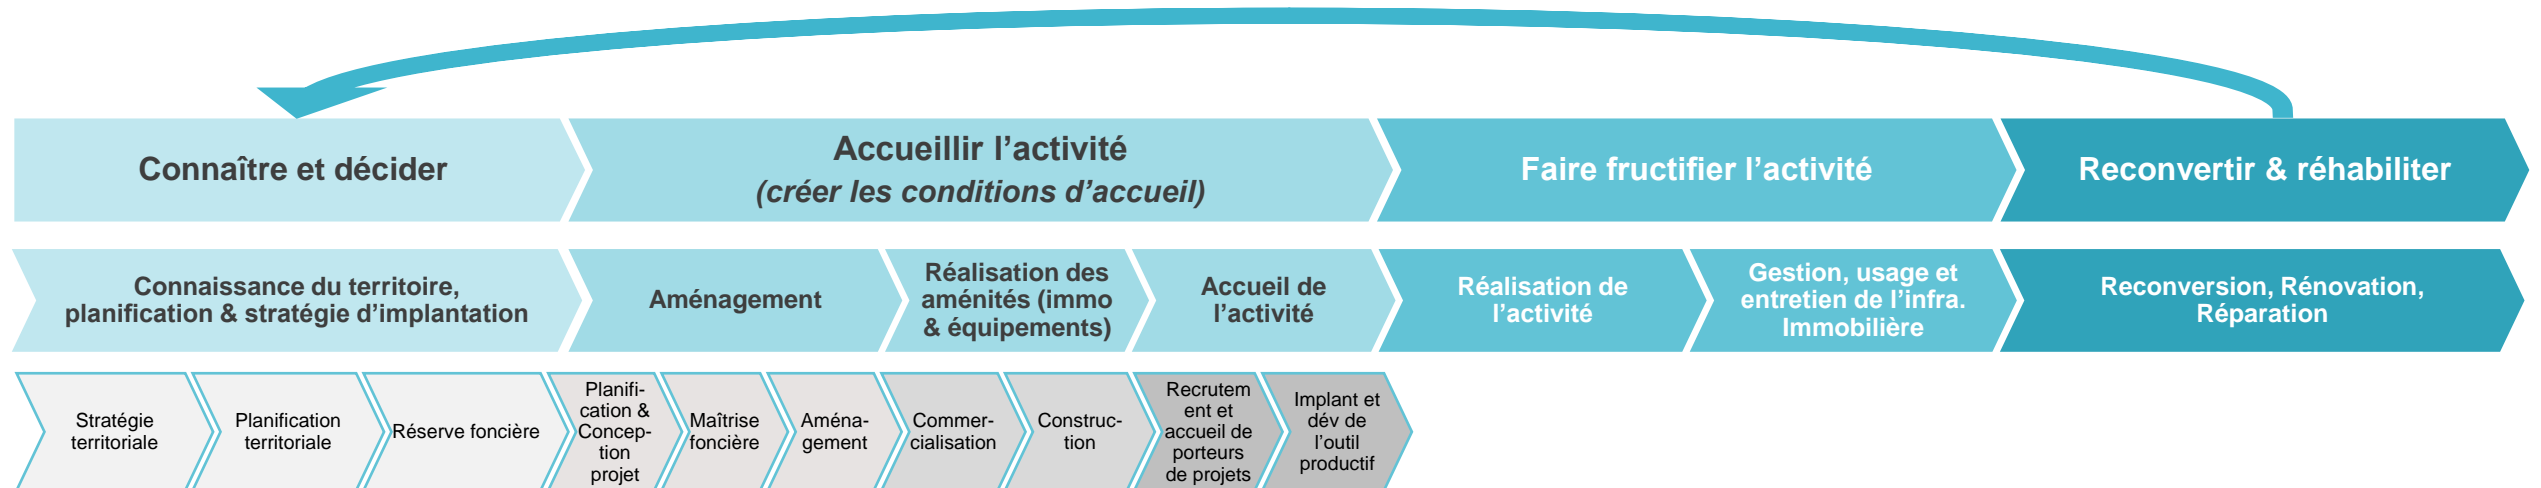 Connaître et décider
Accueillir l’activité
(créer les conditions d’accueil)
Faire fructifier l’activité
Reconvertir & réhabiliter
Connaissance du territoire,
planification & stratégie d’implantation
Aménagement
Réalisation des
aménités (immo
& équipements)
Accueil de
l’activité
Réalisation de
l’activité
Gestion, usage et
entretien de l’infra.
Immobilière
Reconversion, Rénovation,
Réparation
Stratégie
territoriale
Planification
territoriale
Réserve foncière
Planifi-
cation &
Concep-
tion
projet
Maîtrise
foncière
Aména-
gement
Commer-
cialisation
Construc-
tion
Recrutem
ent et
accueil de
porteurs
de projets
Implant et
dév de
l’outil
productif